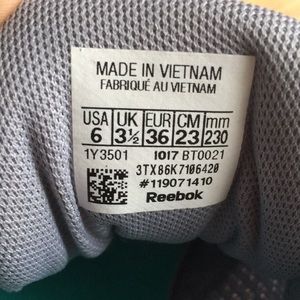 MADE IN VIETNAM
FABRIQUÉ AU VIETNAM
USA UK EUR CM mm
6 3½ 36 23 230
1Y3501 1017 BT0021
3TX86K7106420
#119071410
Reebok